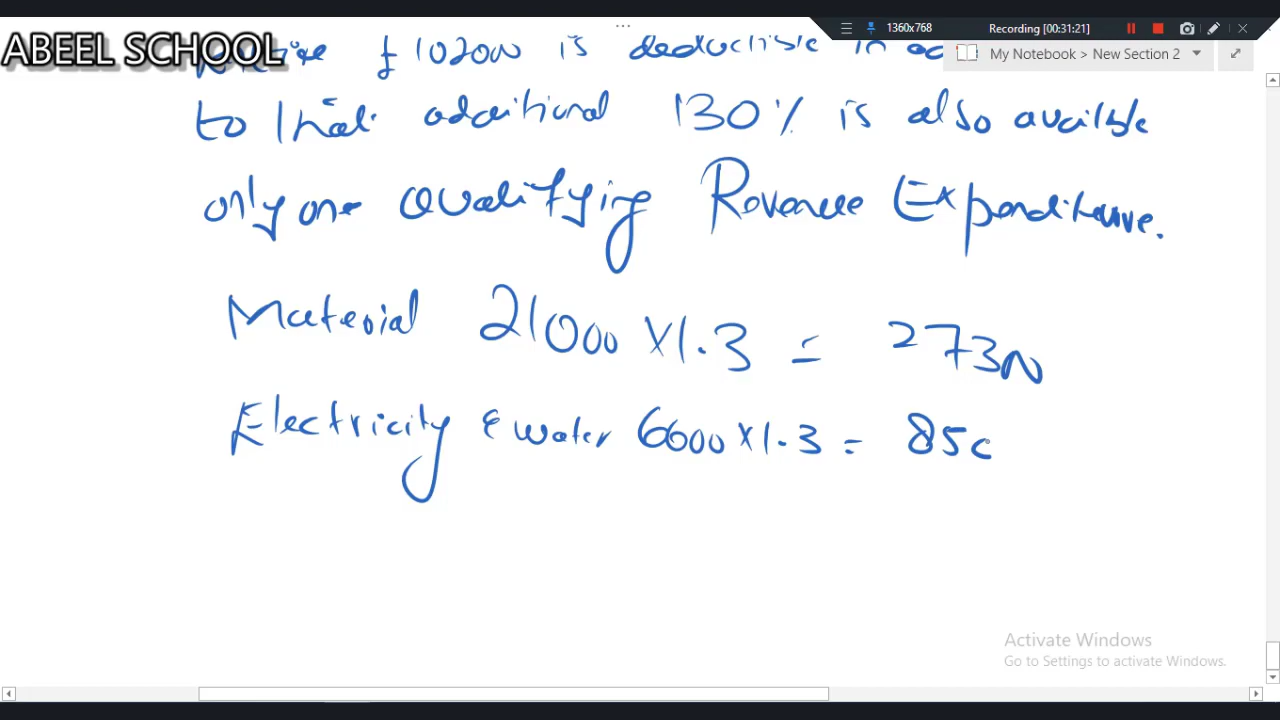 ABEEL SCHOOL
1360x768
Recording [00:31:21]
My Notebook > New Section 2
£ 102000 is deductible in
to that additional 130% is also available
only one Qualifying Revenue Expenditure.
Material 21000 X1.3 = 27300
Electricity & water 6600 X1.3 = 85
Activate Windows
Go to Settings to activate Windows.